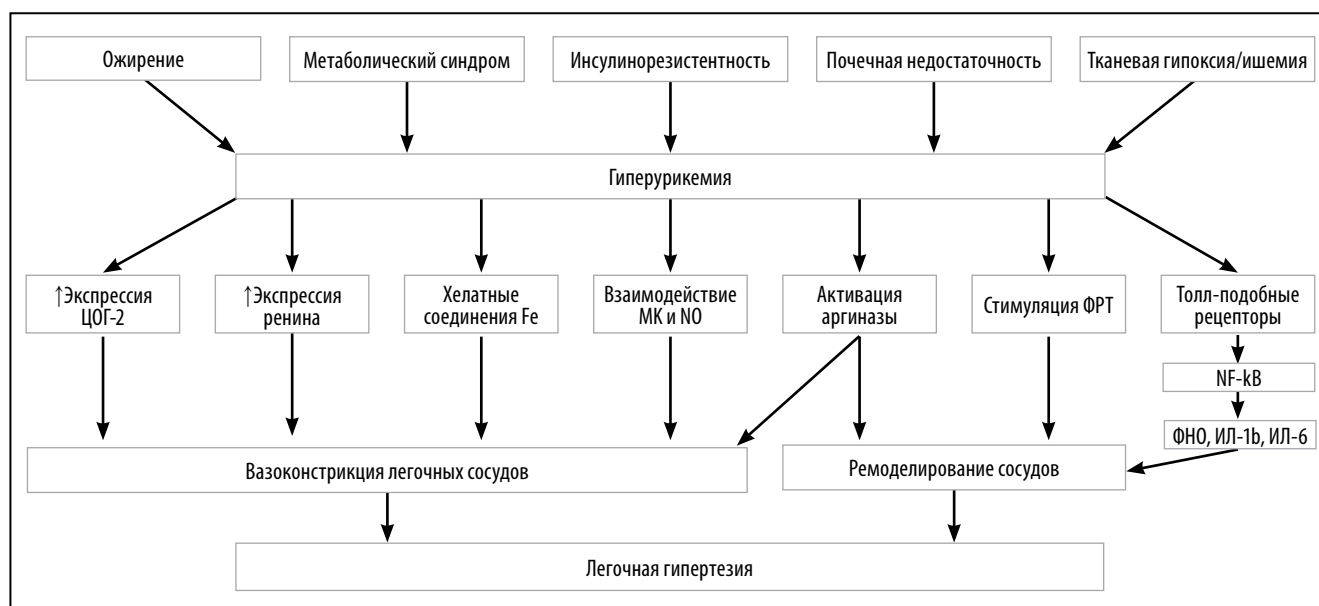 Ожирение
Метаболический синдром
Инсулинорезистентность
Почечная недостаточность
Тканевая гипоксия/ишемия
Гиперурикемия
↑Экспрессия
ЦОГ-2
↑Экспрессия
ренина
Хелатные
соединения Fe
Взаимодействие
МК и NO
Активация
аргиназы
Стимуляция ФРТ
Толл-подобные
рецепторы
NF-kB
ФНО, ИЛ-1b, ИЛ-6
Вазоконстрикция легочных сосудов
Ремоделирование сосудов
Легочная гипертезия